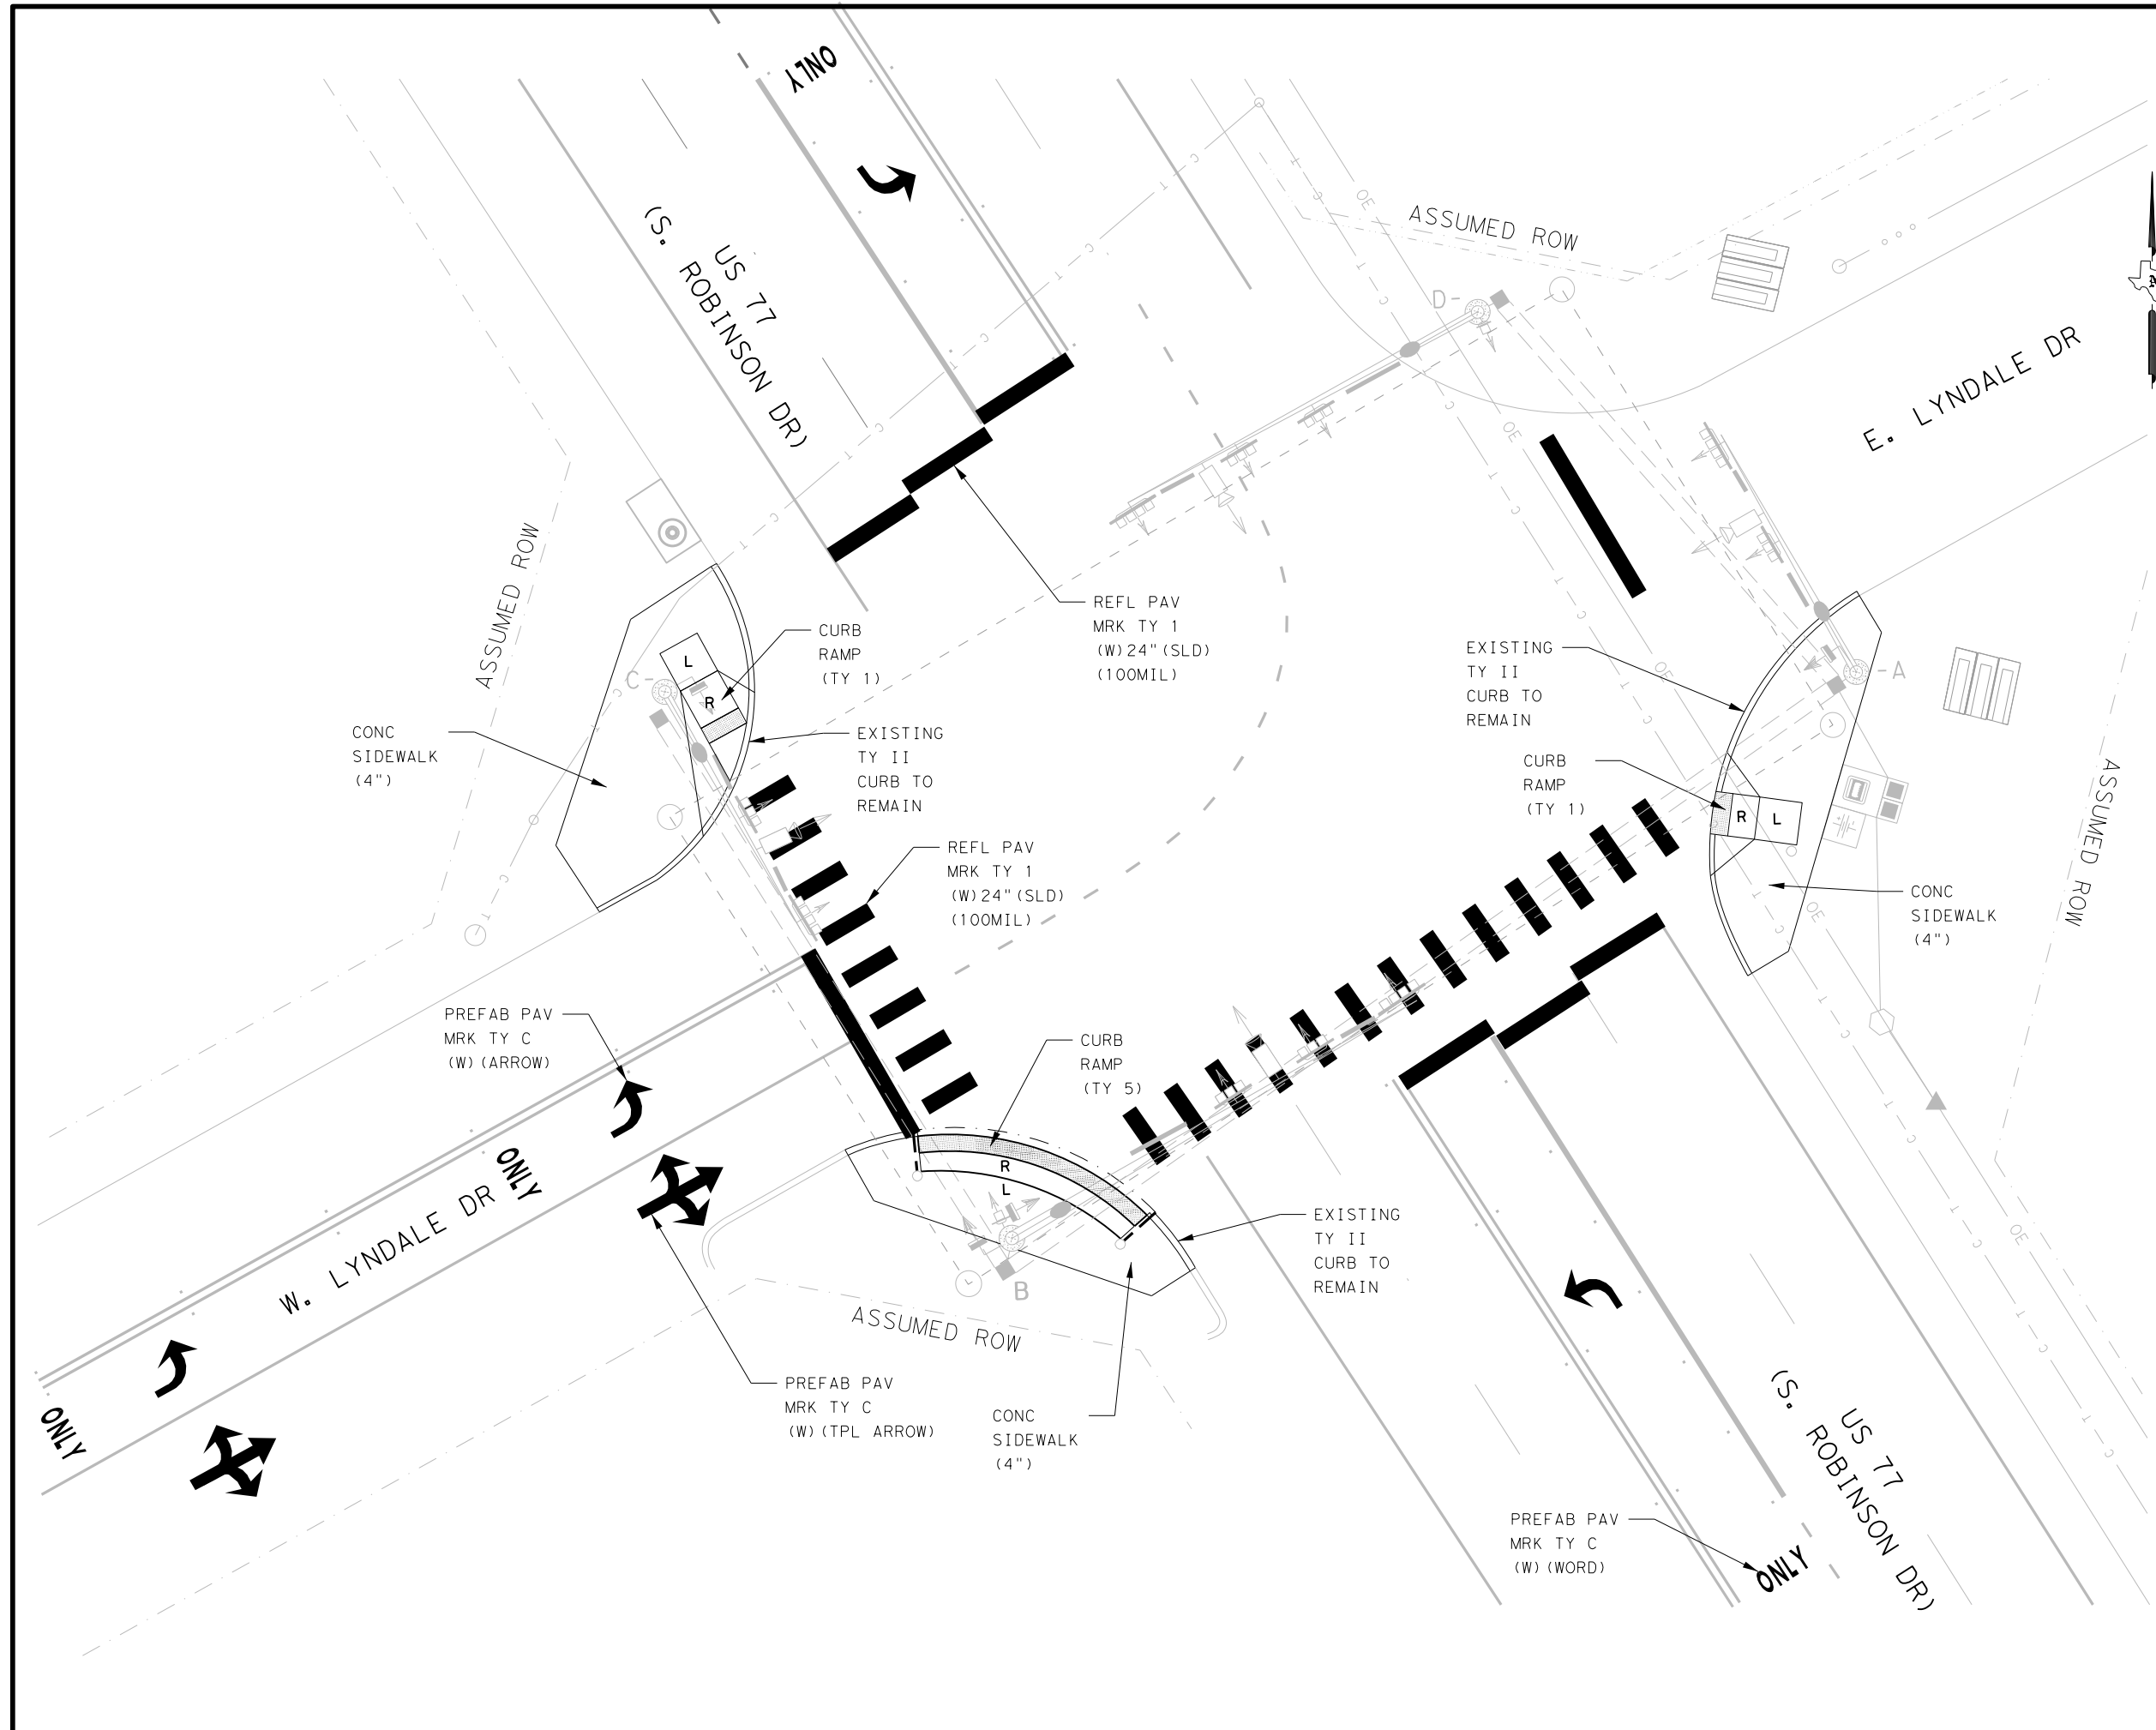 ONLY
US 77
(S. ROBINSON DR)
ASSUMED ROW
D-
E. LYNDALE DR
ASSUMED ROW
REFL PAV
MRK TY 1
(W)24"(SLD)
(100MIL)
CURB
RAMP
(TY 1)
L
R
C-
EXISTING
TY II
CURB TO
REMAIN
-A
CONC
SIDEWALK
(4")
EXISTING
TY II
CURB TO
REMAIN
CURB
RAMP
(TY 1)
R
L
ASSUMED ROW
REFL PAV
MRK TY 1
(W)24"(SLD)
(100MIL)
CONC
SIDEWALK
(4")
PREFAB PAV
MRK TY C
(W)(ARROW)
CURB
RAMP
(TY 5)
R
L
ONLY
W. LYNDALE DR
EXISTING
TY II
CURB TO
REMAIN
B
ASSUMED ROW
ONLY
PREFAB PAV
MRK TY C
(W)(TPL ARROW)
CONC
SIDEWALK
(4")
US 77
(S. ROBINSON DR)
PREFAB PAV
MRK TY C
(W)(WORD)
ONLY
OE
OE
OE
OE
OE